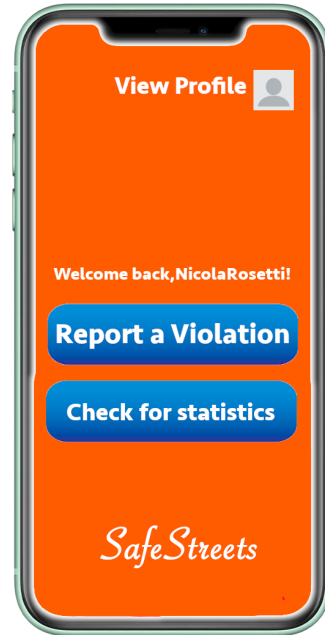 View Profile
Welcome back,NicolaRosetti!
Report a Violation
Check for statistics
SafeStreets